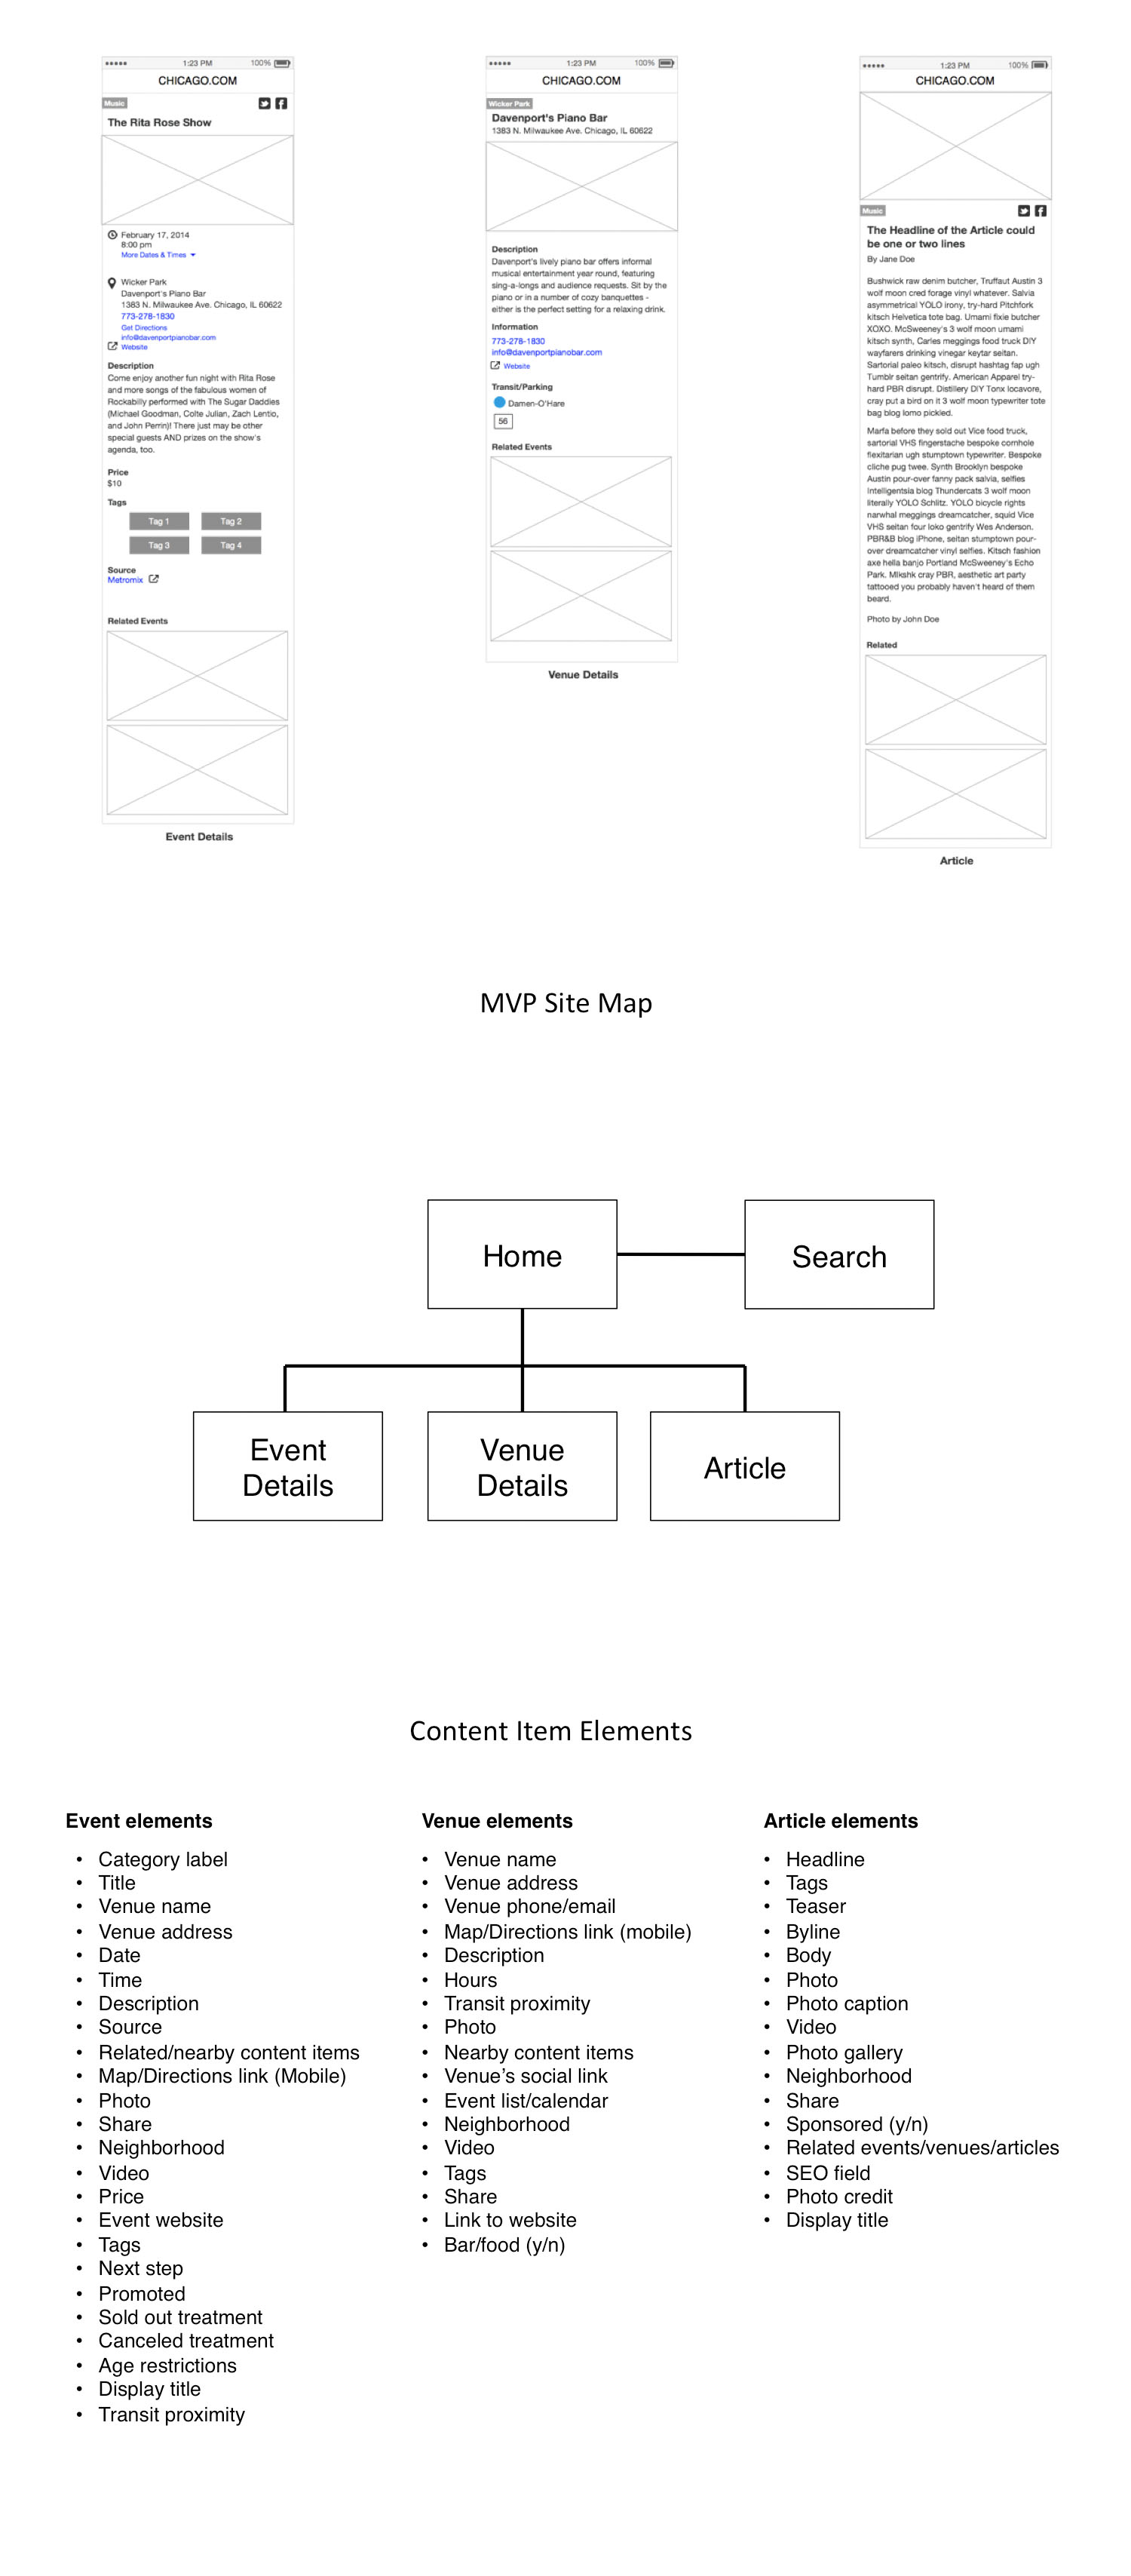 1:23 PM 100%
CHICAGO.COM
Music
The Rita Rose Show
February 17, 2014
8:00 pm
More Dates & Times
Wicker Park
Davenport's Piano Bar
1383 N. Milwaukee Ave. Chicago, IL 60622
773-278-1830
Get Directions
info@davenportpianobar.com
Website
Description
Come enjoy another fun night with Rita Rose
and more songs of the fabulous women of
Rockabilly performed with The Sugar Daddies
(Michael Goodman, Colte Julian, Zach Lentio,
and John Perrin)! There just may be other
special guests AND prizes on the show's
agenda, too.
Price
$10
Tags
Tag 1 Tag 2
Tag 3 Tag 4
Source
Metromix
Related Events
Event Details
1:23 PM 100%
CHICAGO.COM
Wicker Park
Davenport's Piano Bar
1383 N. Milwaukee Ave. Chicago, IL 60622
Description
Davenport's lively piano bar offers informal
musical entertainment year round, featuring
sing-a-longs and audience requests. Sit by the
piano or in a number of cozy banquettes -
either is the perfect setting for a relaxing drink.
Information
773-278-1830
info@davenportpianobar.com
Website
Transit/Parking
Damen-O'Hare
56
Related Events
Venue Details
1:23 PM 100%
CHICAGO.COM
Music
The Headline of the Article could
be one or two lines
By Jane Doe
Bushwick raw denim butcher, Truffaut Austin 3
wolf moon cred forage vinyl whatever. Salvia
asymmetrical YOLO irony, try-hard Pitchfork
kitsch Helvetica tote bag. Umami fixie butcher
XOXO. McSweeney's 3 wolf moon umami
kitsch synth, Carles meggings food truck DIY
wayfarers drinking vinegar keytar seitan.
Sartorial paleo kitsch, disrupt hashtag fap ugh
Tumblr seitan gentrify. American Apparel try-
hard PBR disrupt. Distillery DIY Tonx locavore,
cray put a bird on it 3 wolf moon typewriter tote
bag blog lomo pickled.
Marfa before they sold out Vice food truck,
sartorial VHS fingerstache bespoke cornhole
flexitarian ugh stumptown typewriter. Bespoke
cliche pug twee. Synth Brooklyn bespoke
Austin pour-over fanny pack salvia, selfies
Intelligentsia blog Thundercats 3 wolf moon
literally YOLO Schlitz. YOLO bicycle rights
narwhal meggings dreamcatcher, squid Vice
VHS seitan four loko gentrify Wes Anderson.
PBR&B blog iPhone, seitan stumptown pour-
over dreamcatcher vinyl selfies. Kitsch fashion
axe hella banjo Portland McSweeney's Echo
Park. Mlkshk cray PBR, aesthetic art party
tattooed you probably haven't heard of them
beard.
Photo by John Doe
Related
Article
MVP Site Map
Home
Search
Event
Details
Venue
Details
Article
Content Item Elements
Event elements
• Category label
• Title
• Venue name
• Venue address
• Date
• Time
• Description
• Source
• Related/nearby content items
• Map/Directions link (Mobile)
• Photo
• Share
• Neighborhood
• Video
• Price
• Event website
• Tags
• Next step
• Promoted
• Sold out treatment
• Canceled treatment
• Age restrictions
• Display title
• Transit proximity
Venue elements
• Venue name
• Venue address
• Venue phone/email
• Map/Directions link (mobile)
• Description
• Hours
• Transit proximity
• Photo
• Nearby content items
• Venue's social link
• Event list/calendar
• Neighborhood
• Video
• Tags
• Share
• Link to website
• Bar/food (y/n)
Article elements
• Headline
• Tags
• Teaser
• Byline
• Body
• Photo
• Photo caption
• Video
• Photo gallery
• Neighborhood
• Share
• Sponsored (y/n)
• Related events/venues/articles
• SEO field
• Photo credit
• Display title